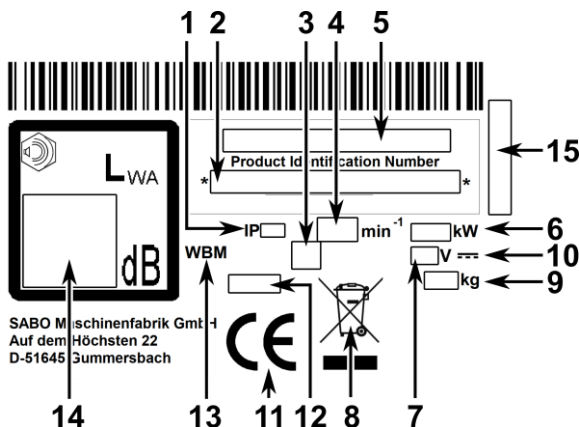 1 2 3 4 5
L WA
Product Identification Number
* *
15
IP min -1 kW 6
WBM V 10
dB kg 9
SABO Maschinenfabrik GmbH
Auf dem Höchsten 22
D-51645 Gummersbach
CE
14 13 11 12 8 7